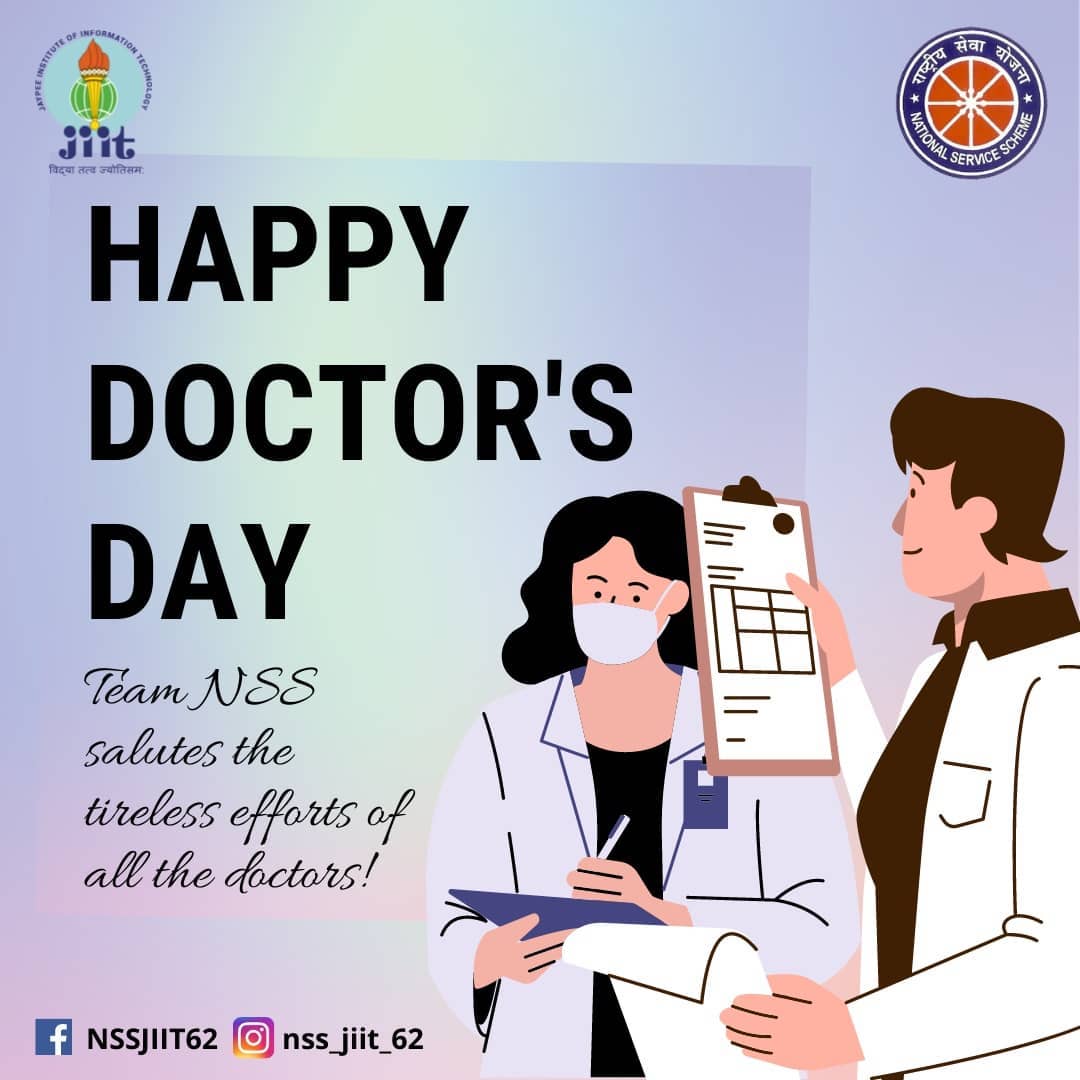 JAYPEE INSTITUTE OF INFORMATION TECHNOLOGY
jiit
विद्या तत्व ज्योतिसम:
राष्ट्रीय सेवा योजना
NATIONAL SERVICE SCHEME
HAPPY
DOCTOR'S
DAY
Team NSS
salutes the
tireless efforts of
all the doctors!
NSSJIIT62 nss_jiit_62